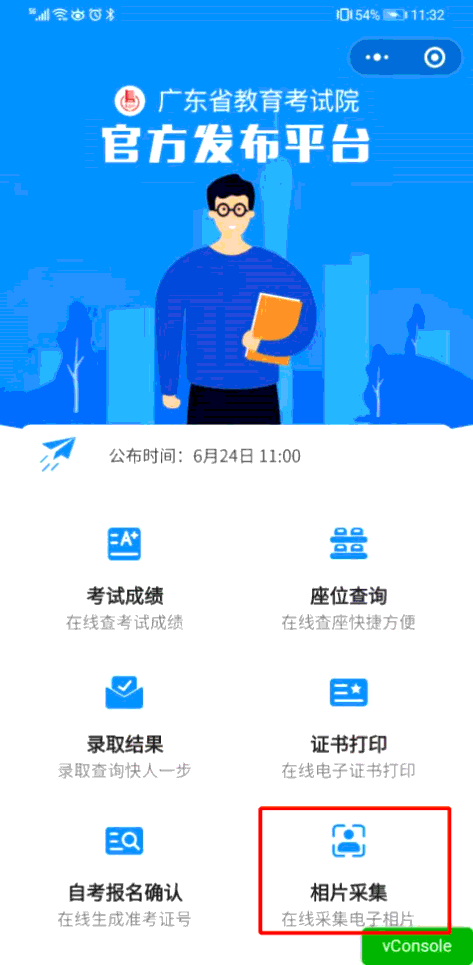 5G 54% 11:32
广东省教育考试院
官方发布平台
公布时间：6月24日 11:00
考试成绩
在线查考试成绩
座位查询
在线查座快捷方便
录取结果
录取查询快人一步
证书打印
在线电子证书打印
自考报名确认
在线生成准考证号
相片采集
在线采集电子相片
vConsole